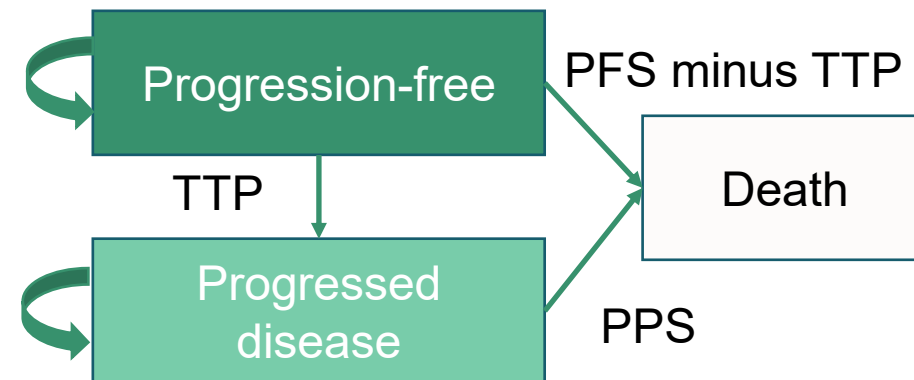 Progression-free
PFS minus TTP
TTP
Death
Progressed
disease
PPS